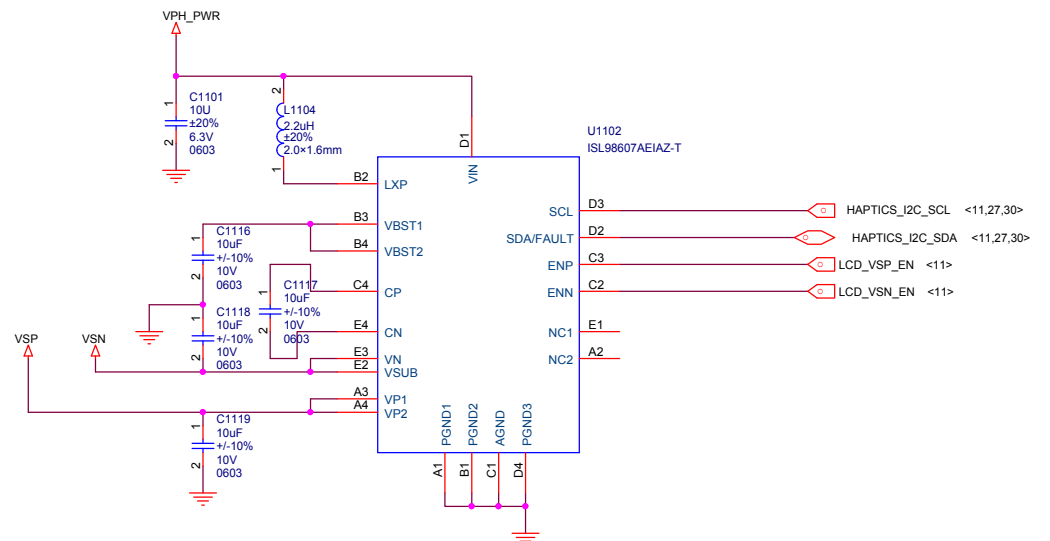 VPH_PWR
1
C1101
10U
±20%
6.3V
0603
2
2
L1104
2.2uH
±20%
2.0×1.6mm
1
D1
VIN
U1102
ISL98607AEIAZ-T
B2
LXP
B3
VBST1
B4
VBST2
C4
CP
E4
CN
E3
VN
E2
VSUB
A3
VP1
A4
VP2
1
C1116
10uF
+/-10%
10V
0603
2
1
C1117
10uF
+/-10%
10V
0603
2
1
C1118
10uF
+/-10%
10V
0603
2
VSP
VSN
1
C1119
10uF
+/-10%
10V
0603
2
SCL
D3
HAPTICS_I2C_SCL <11,27,30>
SDA/FAULT
D2
HAPTICS_I2C_SDA <11,27,30>
ENP
C3
LCD_VSP_EN <11>
ENN
C2
LCD_VSN_EN <11>
NC1
E1
NC2
A2
PGND1
PGND2
AGND
PGND3
A1
B1
C1
D4